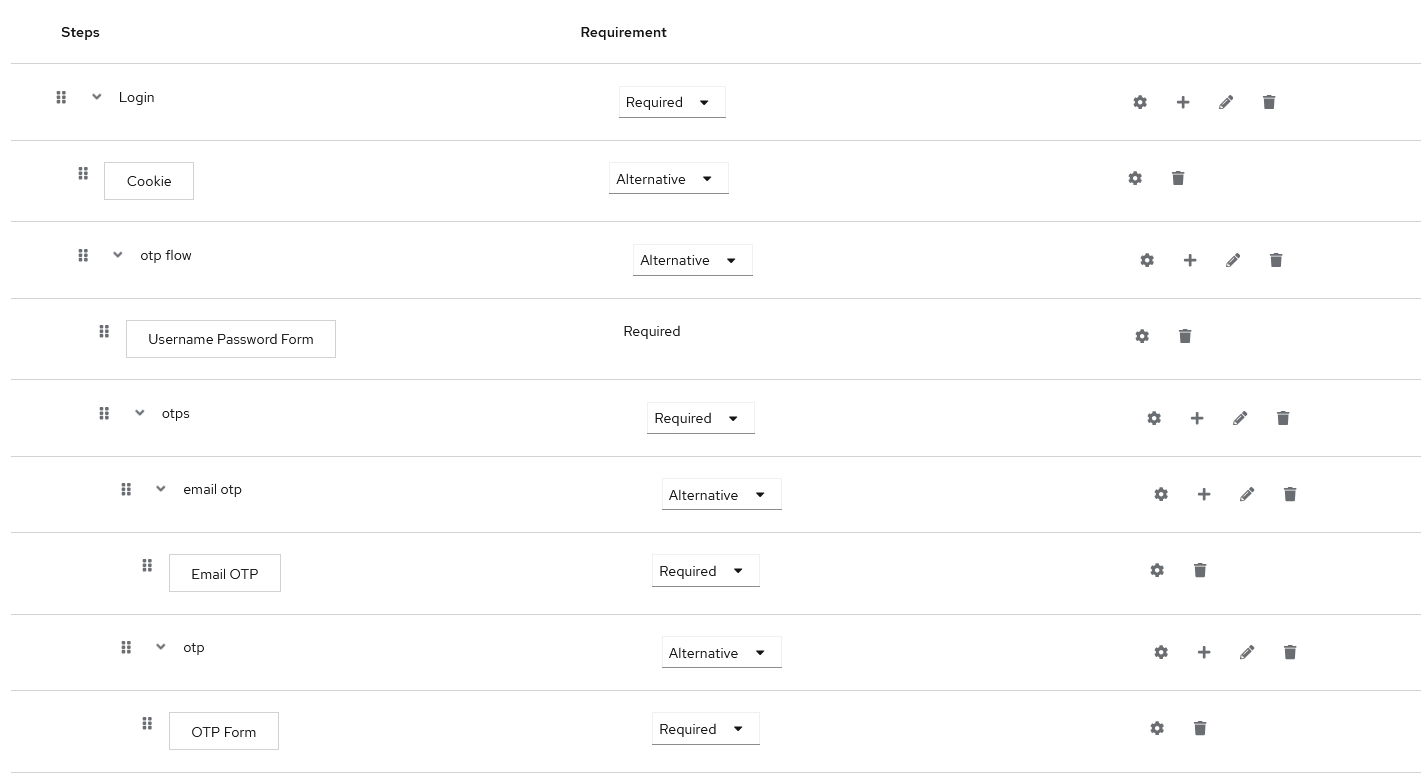 Steps Requirement
Login Required
Cookie Alternative
otp flow Alternative
Username Password Form Required
otps Required
email otp Alternative
Email OTP Required
otp Alternative
OTP Form Required